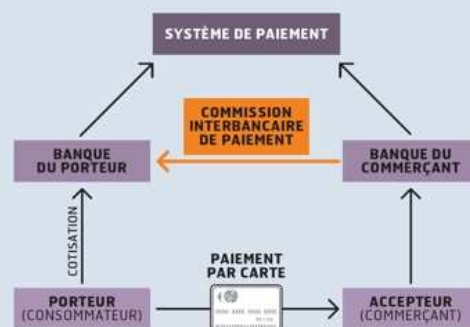 SYSTÈME DE PAIEMENT
COMMISSION
INTERBANCAIRE
DE PAIEMENT
BANQUE
DU PORTEUR
BANQUE DU
COMMERÇANT
COTISATION
PAIEMENT
PAR CARTE
PORTEUR
(CONSOMMATEUR)
ACCEPTEUR
(COMMERÇANT)